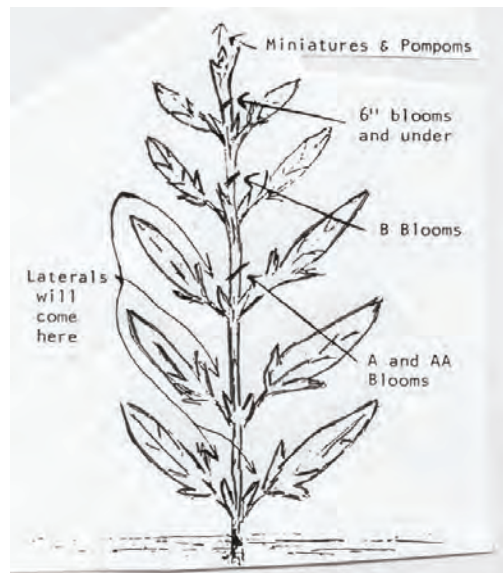 Miniatures & Pompoms
6" blooms
and under
B Blooms
Laterals
will
come
here
A and AA
Blooms